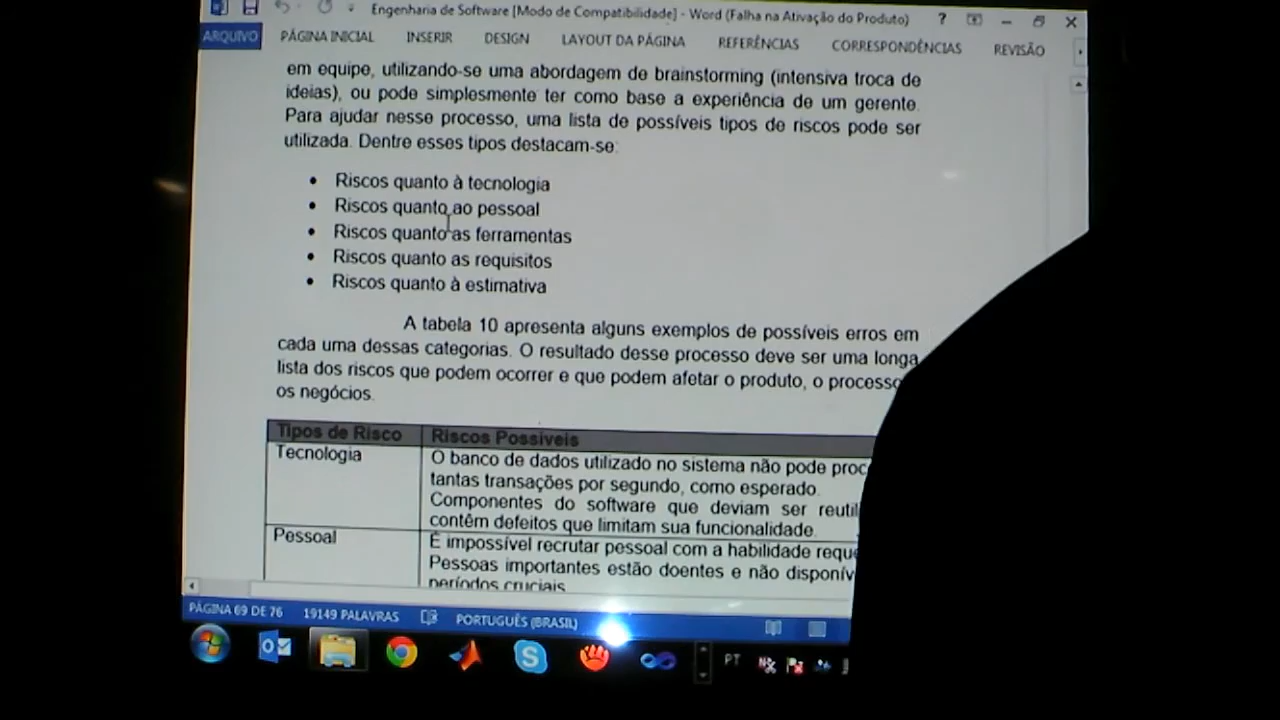 Engenharia de Software [Modo de Compatibilidade] - Word (Falha na Ativação do Produto)
ARQUIVO PÁGINA INICIAL INSERIR DESIGN LAYOUT DA PÁGINA REFERÊNCIAS CORRESPONDÊNCIAS REVISÃO
em equipe, utilizando-se uma abordagem de brainstorming (intensiva troca de
ideias), ou pode simplesmente ter como base a experiência de um gerente.
Para ajudar nesse processo, uma lista de possíveis tipos de riscos pode ser
utilizada. Dentre esses tipos destacam-se:
• Riscos quanto à tecnologia
• Riscos quanto ao pessoal
• Riscos quanto as ferramentas
• Riscos quanto as requisitos
• Riscos quanto à estimativa
A tabela 10 apresenta alguns exemplos de possíveis erros em
cada uma dessas categorias. O resultado desse processo deve ser uma longa
lista dos riscos que podem ocorrer e que podem afetar o produto, o processo
os negócios.
Tipos de Risco Riscos Possíveis
Tecnologia O banco de dados utilizado no sistema não pode proc
tantas transações por segundo, como esperado.
Componentes do software que deviam ser reutil
contêm defeitos que limitam sua funcionalidade.
Pessoal É impossível recrutar pessoal com a habilidade reque
Pessoas importantes estão doentes e não disponív
períodos cruciais
PÁGINA 69 DE 76 19149 PALAVRAS PORTUGUÊS (BRASIL)
PT